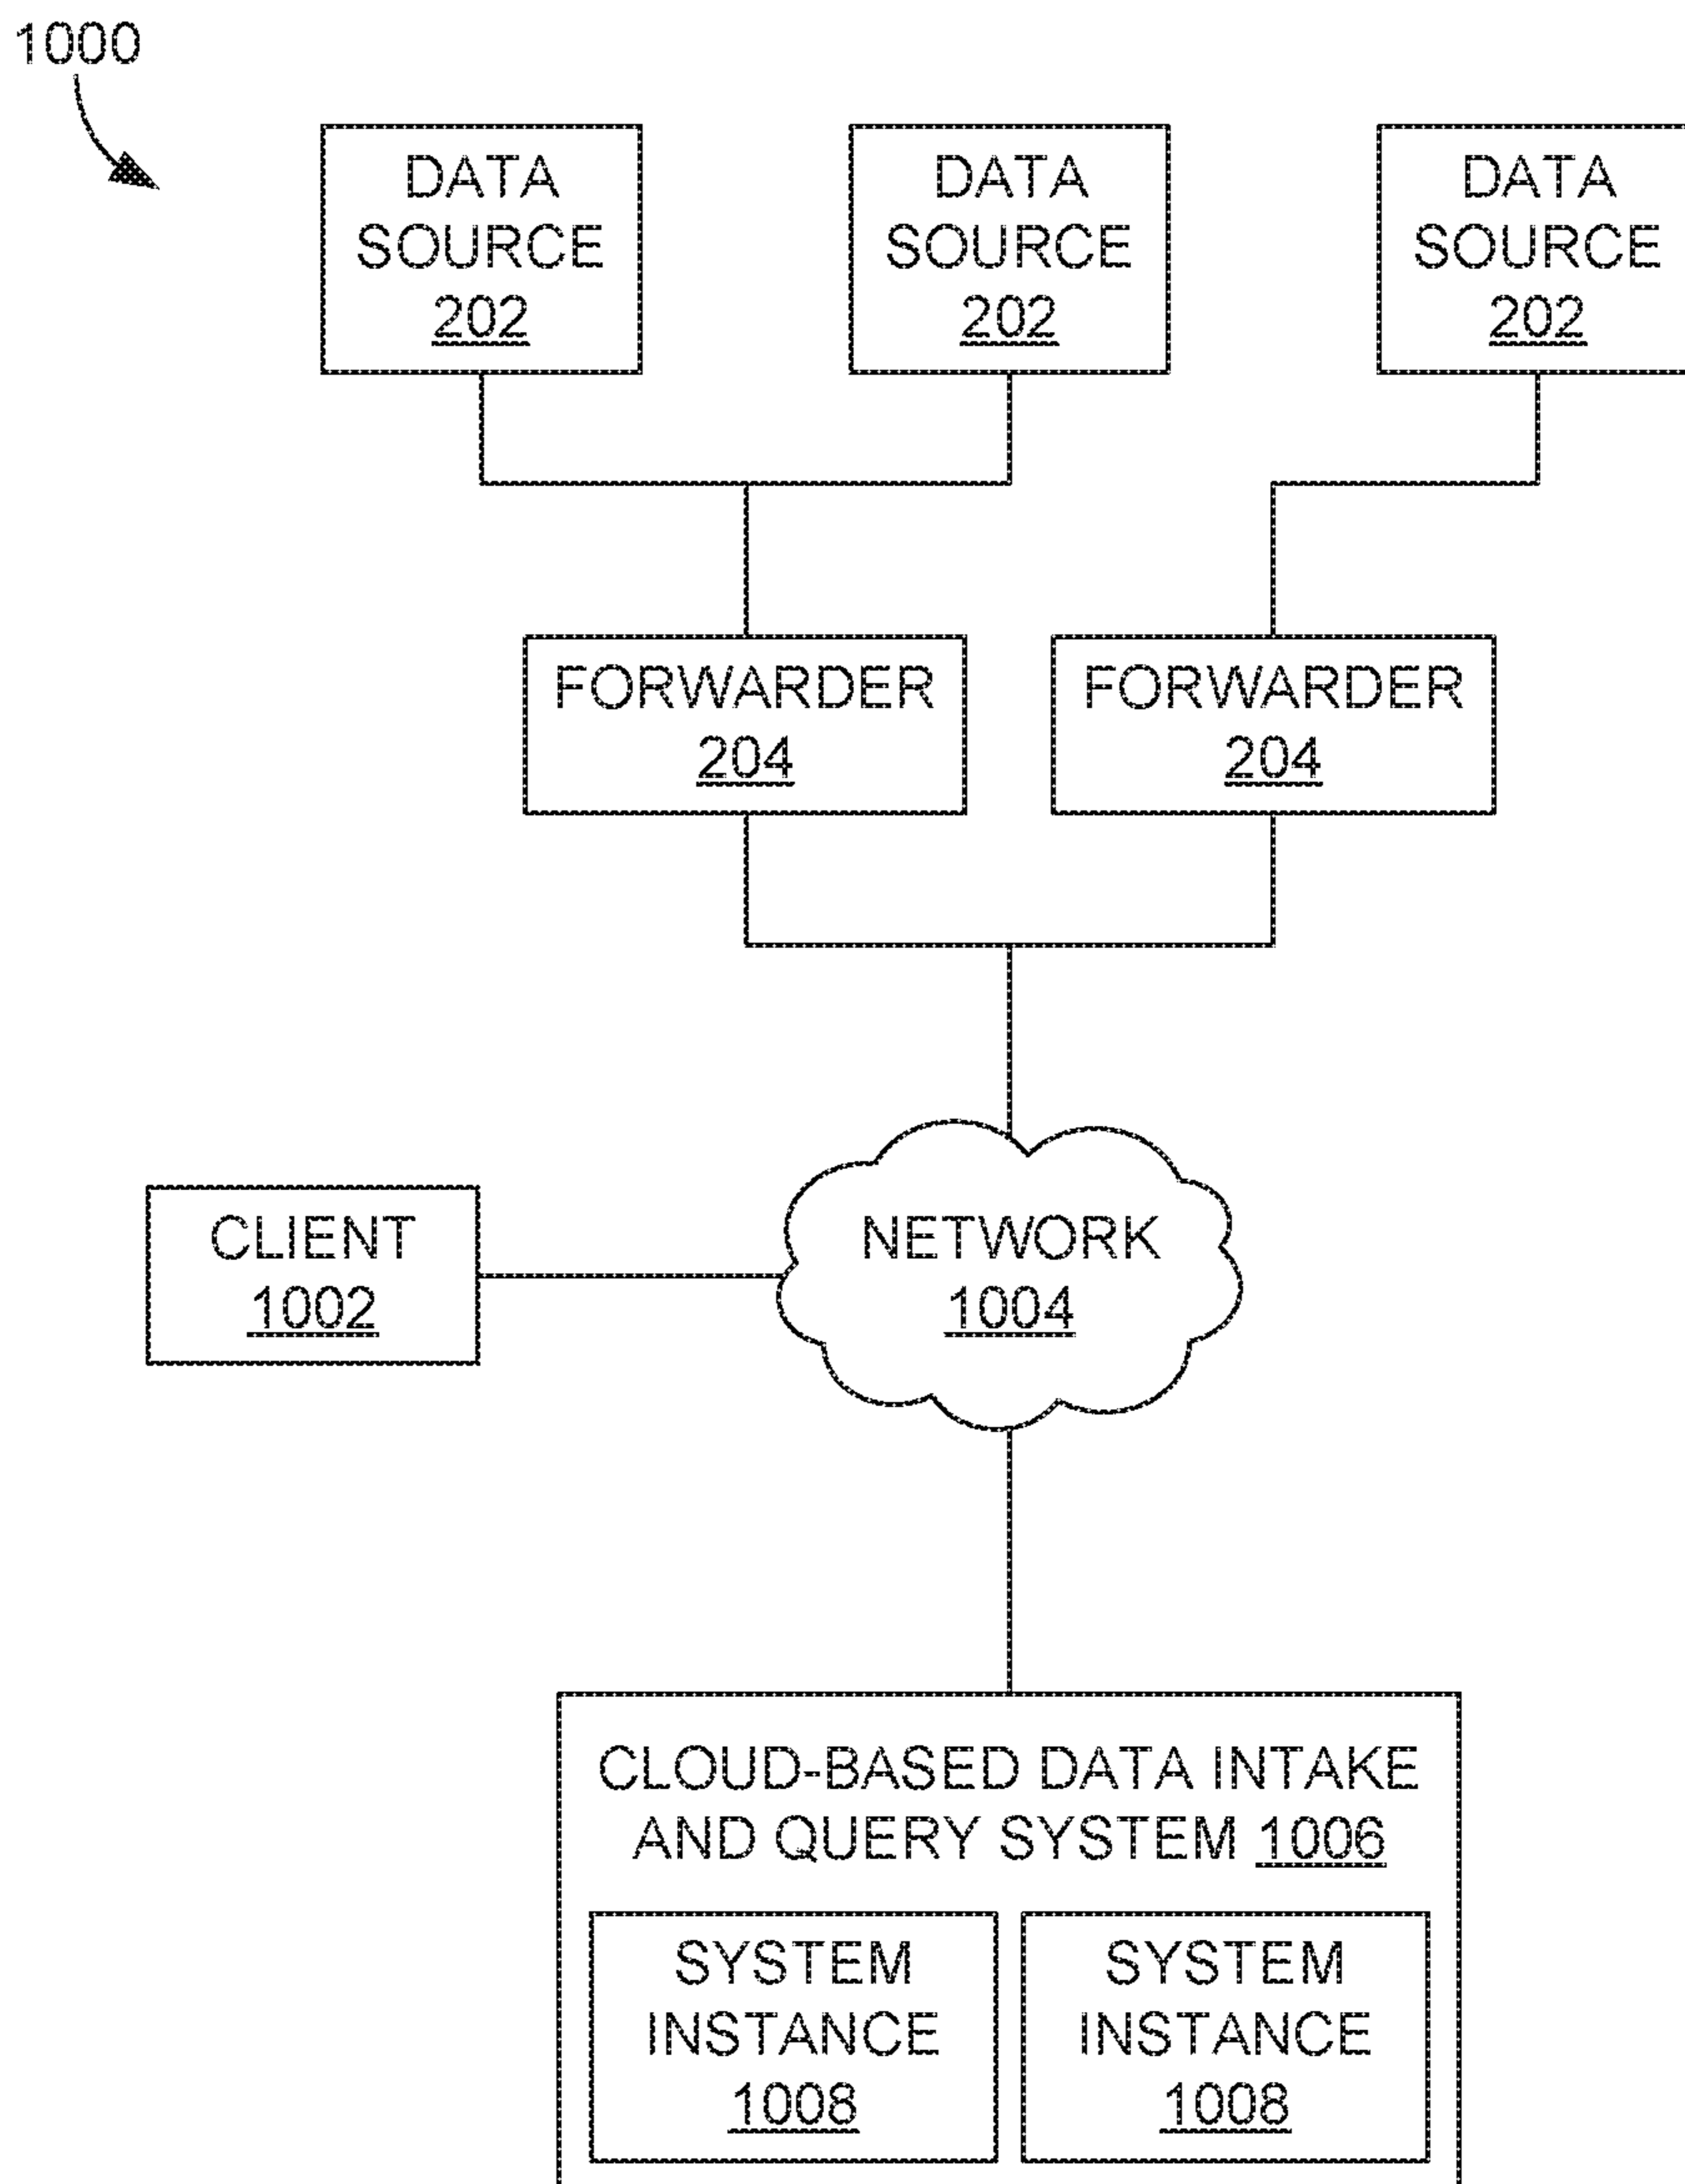 1000
DATA
SOURCE
202
DATA
SOURCE
202
DATA
SOURCE
202
FORWARDER
204
FORWARDER
204
CLIENT
1002
NETWORK
1004
CLOUD-BASED DATA INTAKE
AND QUERY SYSTEM 1006
SYSTEM
INSTANCE
1008
SYSTEM
INSTANCE
1008